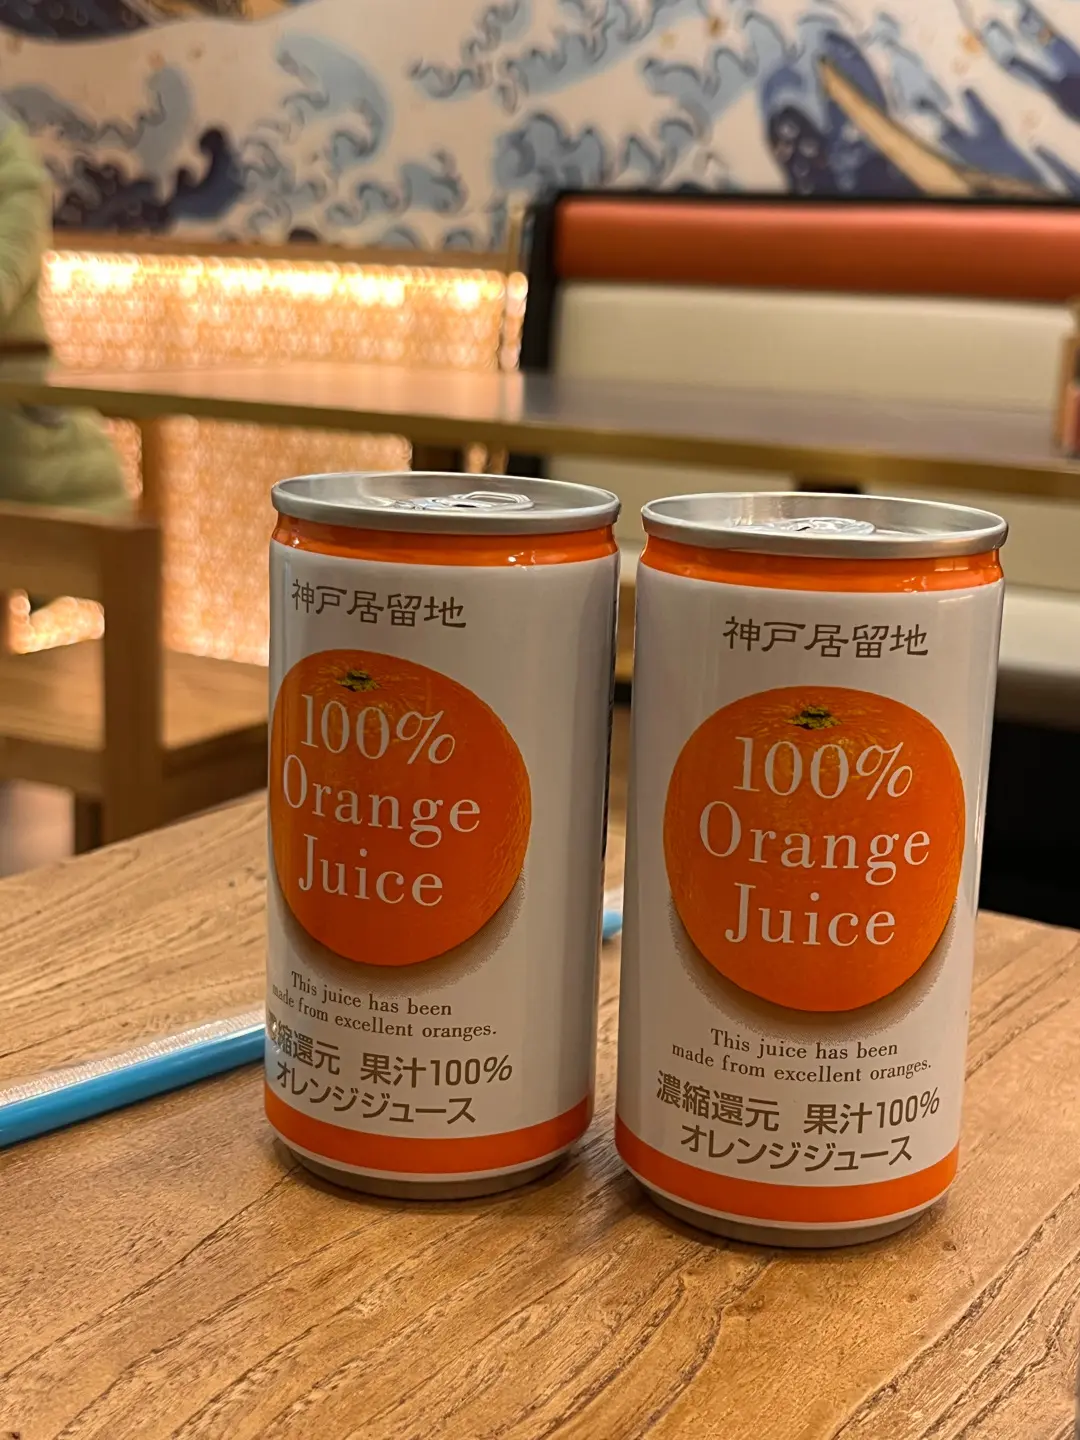 神戸居留地
100%
Orange
Juice
This juice has been
made from excellent oranges.
縮還元 果汁100%
オレンジジュース
神戸居留地
100%
Orange
Juice
This juice has been
made from excellent oranges.
濃縮還元 果汁100%
オレンジジュース